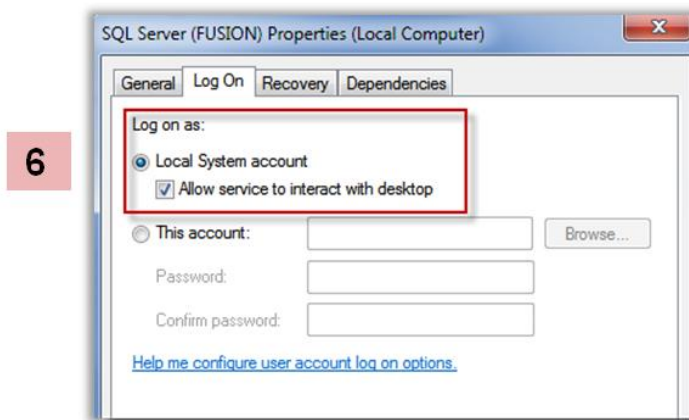 SQL Server (FUSION) Properties (Local Computer)
General Log On Recovery Dependencies
Log on as:
6
Local System account
Allow service to interact with desktop
This account:
Browse...
Password:
Confirm password:
Help me configure user account log on options.